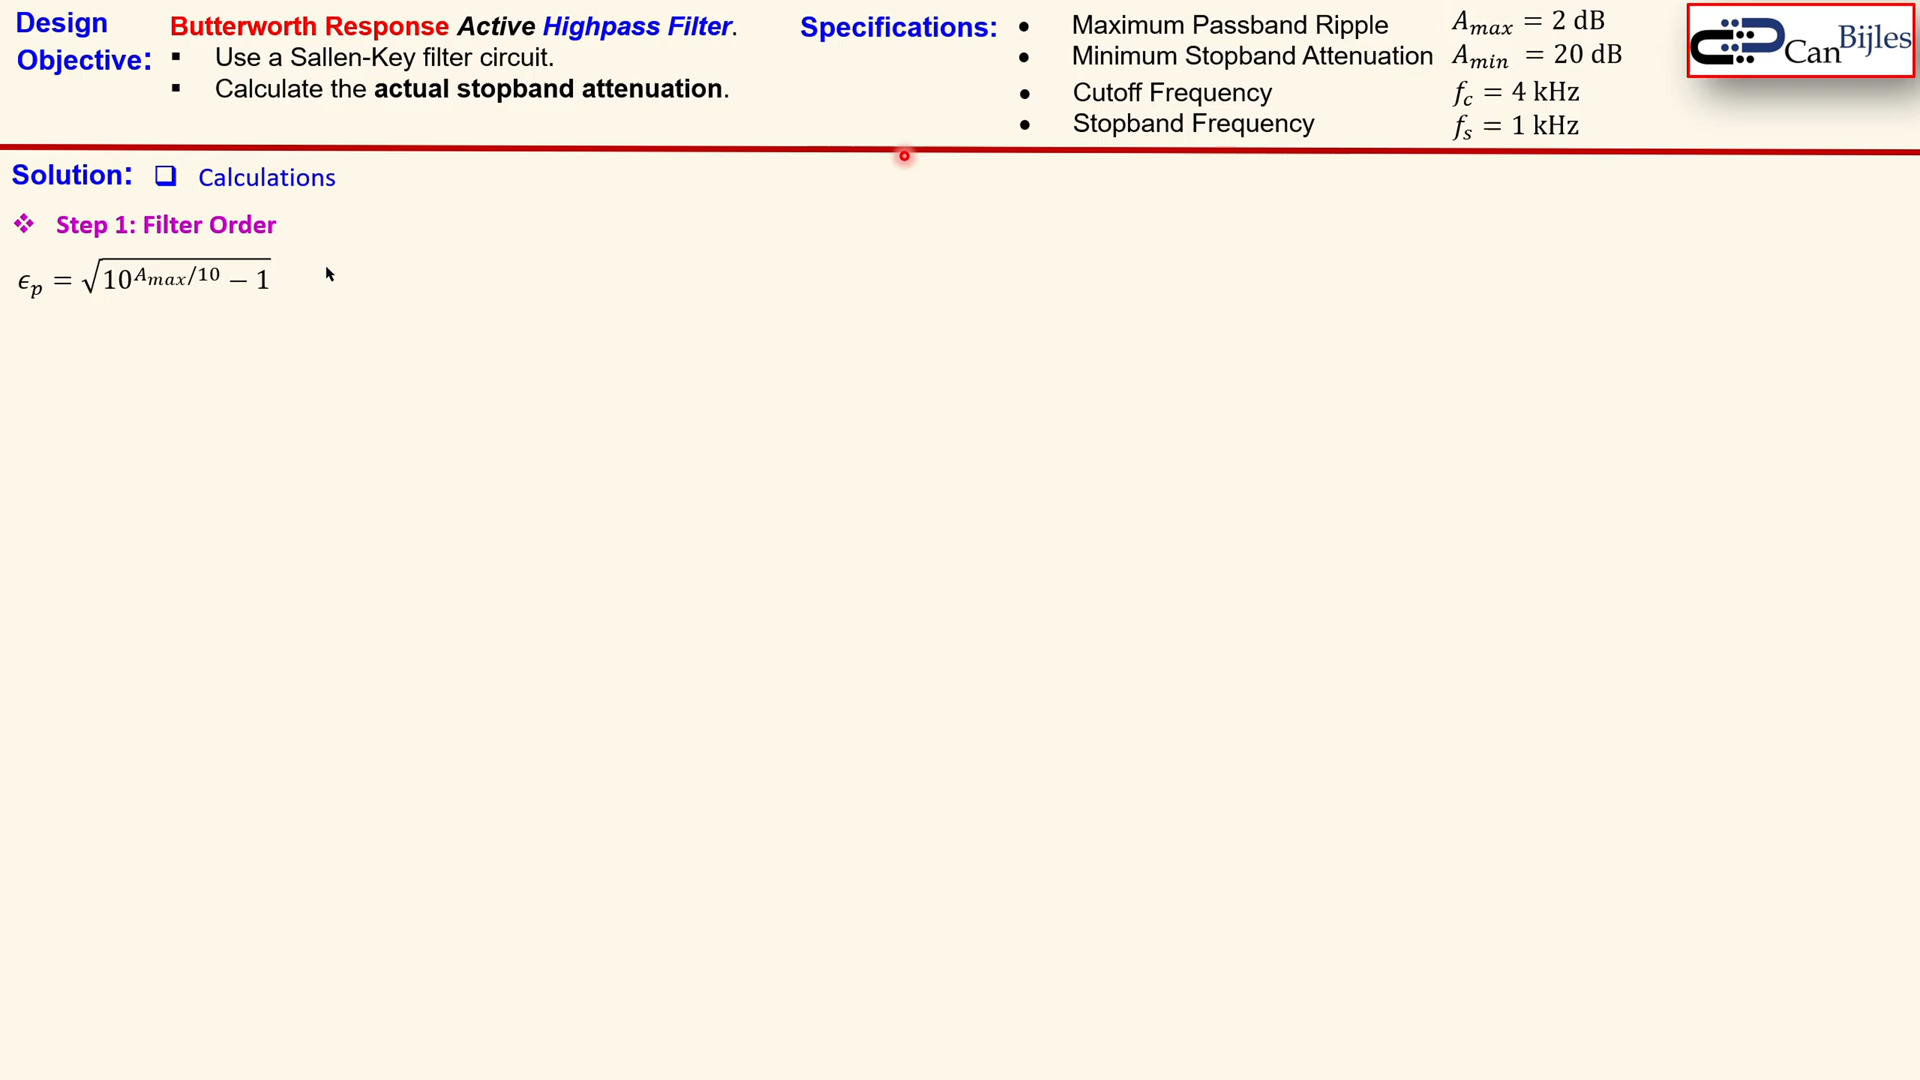 Design Objective:
Butterworth Response Active Highpass Filter.
▪ Use a Sallen-Key filter circuit.
▪ Calculate the actual stopband attenuation.
Specifications:
• Maximum Passband Ripple A_max = 2 dB
• Minimum Stopband Attenuation A_min = 20 dB
• Cutoff Frequency f_c = 4 kHz
• Stopband Frequency f_s = 1 kHz
CanBijles
Solution: ❑ Calculations
❖ Step 1: Filter Order
ϵ_p = √(10^(A_max/10) − 1)